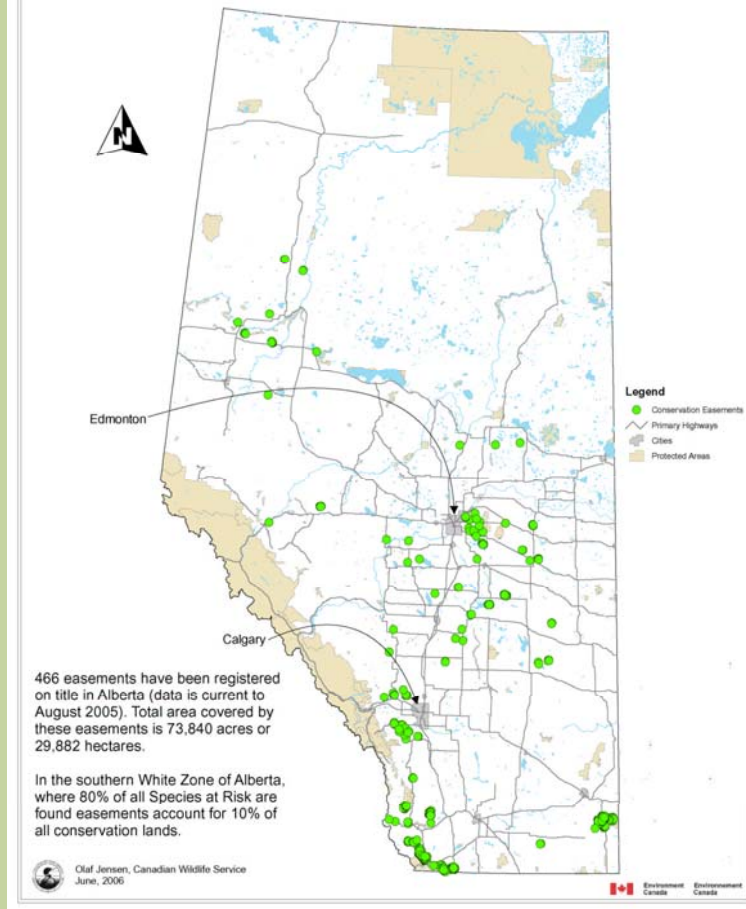 N
Edmonton
Legend
Conservation Easements
Primary Highways
Cities
Protected Areas
Calgary
466 easements have been registered
on title in Alberta (data is current to
August 2005). Total area covered by
these easements is 73,840 acres or
29,882 hectares.
In the southern White Zone of Alberta,
where 80% of all Species at Risk are
found easements account for 10% of
all conservation lands.
Olaf Jensen, Canadian Wildlife Service
June, 2006
Environment Environnement
Canada Canada